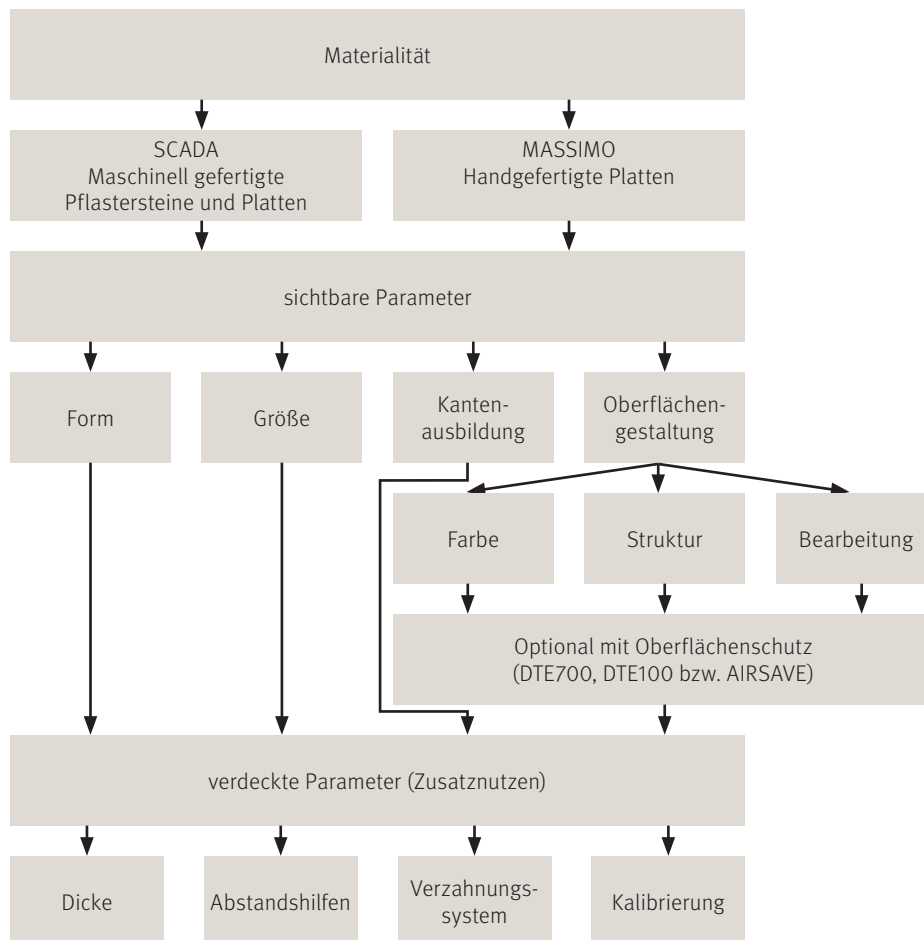 Materialität
SCADA
Maschinell gefertigte
Pflastersteine und Platten
MASSIMO
Handgefertigte Platten
sichtbare Parameter
Form
Größe
Kanten-
ausbildung
Oberflächen-
gestaltung
Farbe
Struktur
Bearbeitung
Optional mit Oberflächenschutz
(DTE700, DTE100 bzw. AIRSAVE)
verdeckte Parameter (Zusatznutzen)
Dicke
Abstandshilfen
Verzahnungs-
system
Kalibrierung